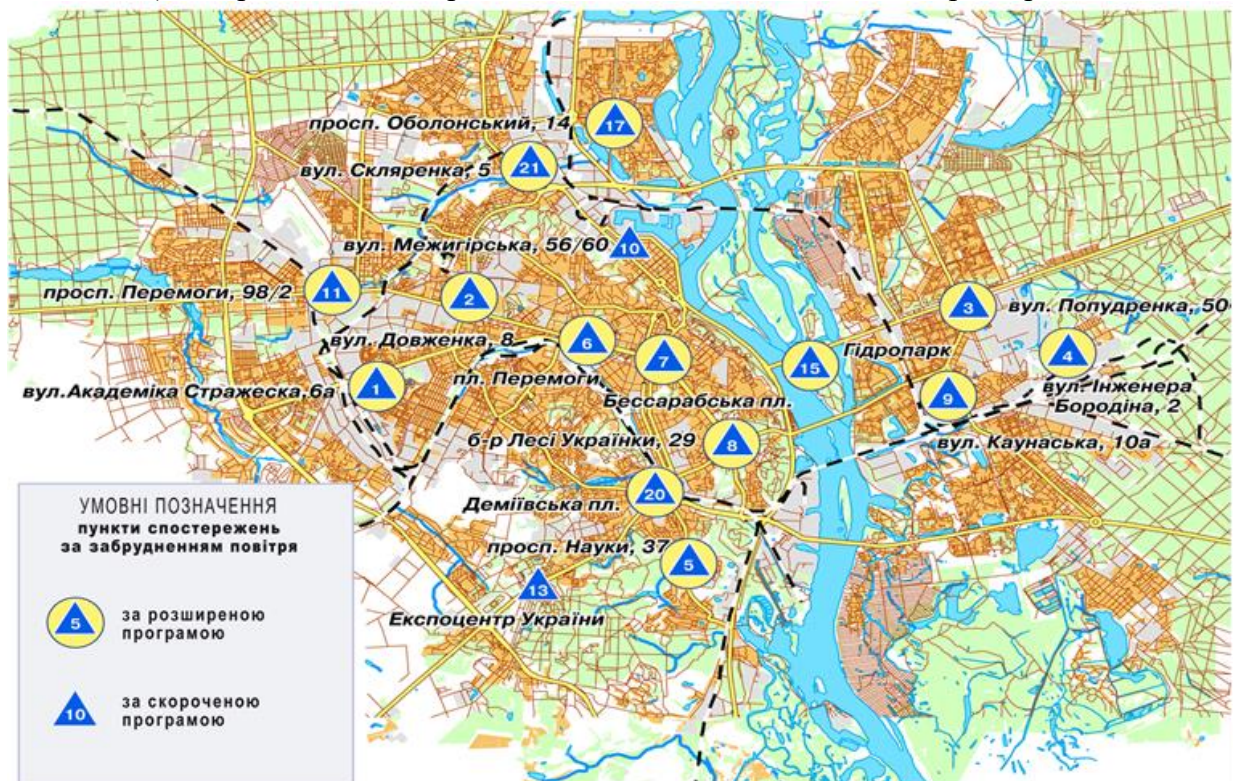 просп. Оболонський, 14
17
вул. Скляренка, 5
21
вул. Межигірська, 56/60
10
просп. Перемоги, 98/2
11
2
3
вул. Попудренка, 50
вул. Довженка, 8
6
7
15
Гідропарк
4
вул.Академіка Стражеска,6а
1
пл. Перемоги
Бессарабська пл.
9
вул. Інженера
Бородіна, 2
б-р Лесі Українки, 29
8
вул. Каунаська, 10а
Деміївська пл.
20
просп. Науки, 37
5
13
Експоцентр України
УМОВНІ ПОЗНАЧЕННЯ
пункти спостережень
за забрудненням повітря
5
за розширеною
програмою
10
за скороченою
програмою